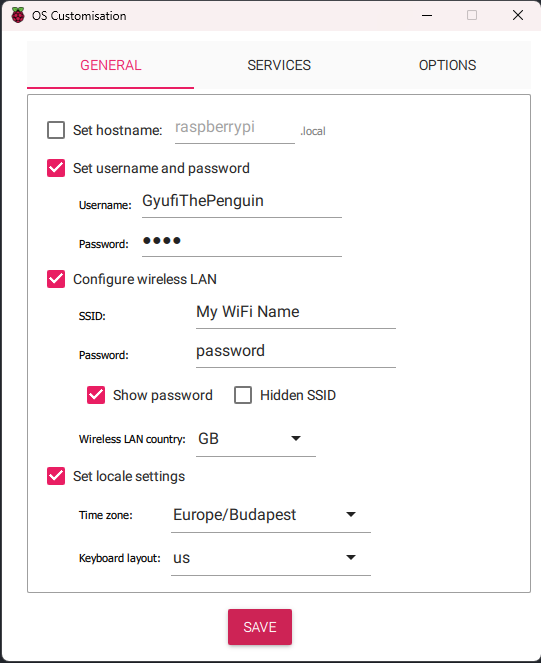 OS Customisation
GENERAL SERVICES OPTIONS
Set hostname: raspberrypi .local
Set username and password
Username: GyufiThePenguin
Password: ●●●●
Configure wireless LAN
SSID: My WiFi Name
Password: password
Show password Hidden SSID
Wireless LAN country: GB
Set locale settings
Time zone: Europe/Budapest
Keyboard layout: us
SAVE